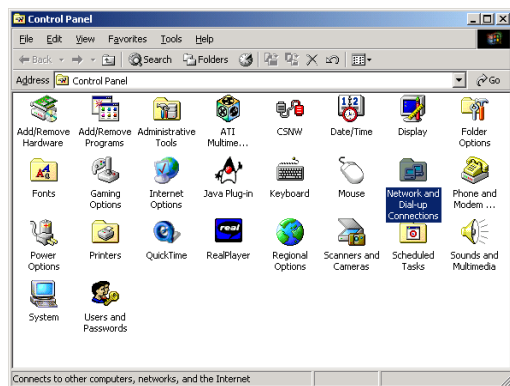 Control Panel
File Edit View Favorites Tools Help
Back Search Folders
Address Control Panel Go
Add/Remove Hardware
Add/Remove Programs
Administrative Tools
ATI Multime...
CSNW
Date/Time
Display
Folder Options
Fonts
Gaming Options
Internet Options
Java Plug-in
Keyboard
Mouse
Network and Dial-up Connections
Phone and Modem ...
Power Options
Printers
QuickTime
real
RealPlayer
Regional Options
Scanners and Cameras
Scheduled Tasks
Sounds and Multimedia
System
Users and Passwords
Connects to other computers, networks, and the Internet